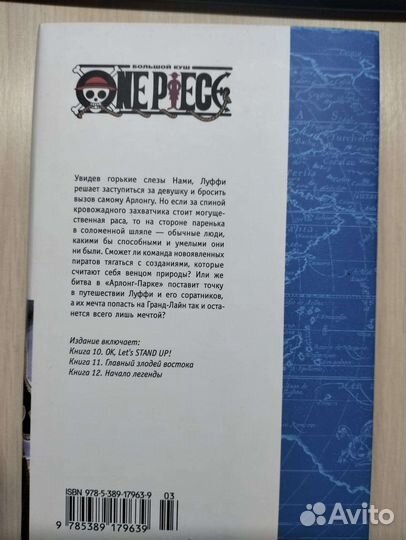 БОЛЬШОЙ КУШ
ONE PIECE
Увидев горькие слезы Нами, Луффи
решает заступиться за девушку и бросить
вызов самому Арлонгу. Но если за спиной
кровожадного захватчика стоит могуще-
ственная раса, то на стороне паренька
в соломенной шляпе — обычные люди,
какими бы способными и умелыми они
ни были. Сможет ли команда новоявленных
пиратов тягаться с созданиями, которые
считают себя венцом природы? Или же
битва в «Арлонг-Парке» поставит точку
в путешествии Луффи и его соратников,
а их мечта попасть на Гранд-Лайн так и оста-
нется всего лишь мечтой?
Издание включает:
Книга 10. OK, Let's STAND UP!
Книга 11. Главный злодей востока
Книга 12. Начало легенды
ISBN 978-5-389-17963-9 03
9 785389 179639
Avito